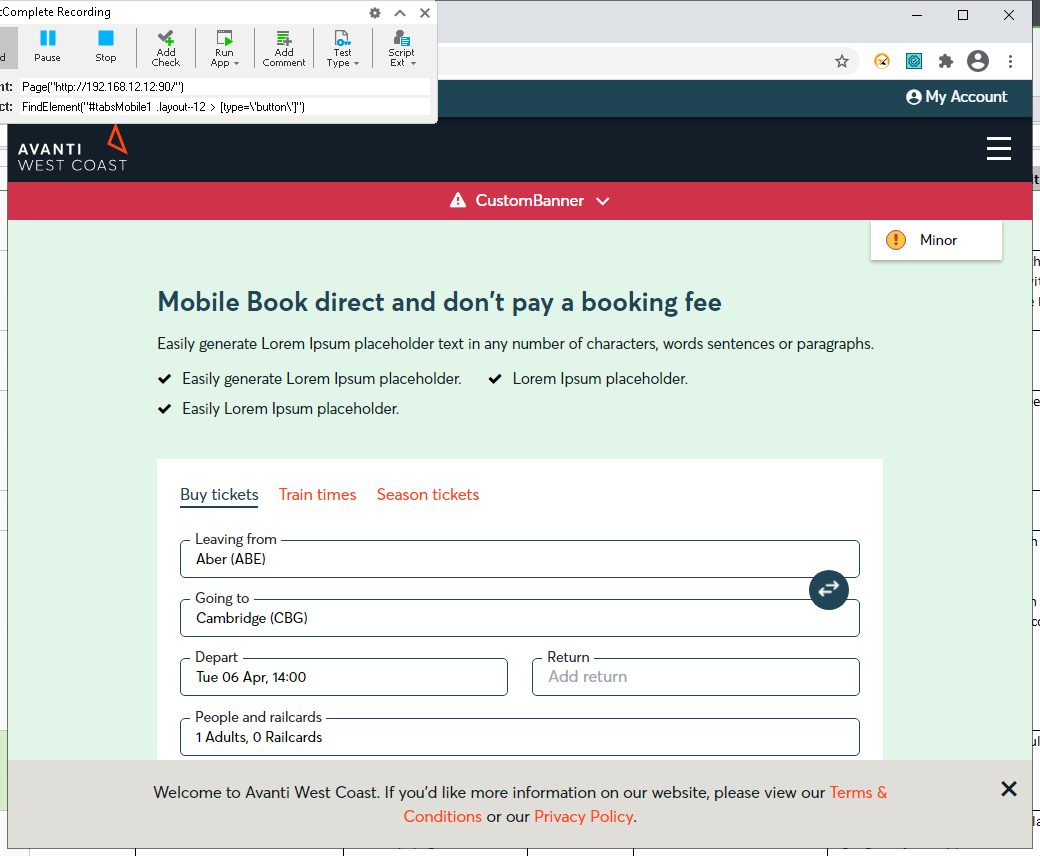 Complete Recording
Pause
Stop
Add Check
Run App
Add Comment
Test Type
Script Ext
Page("http://192.168.12.12:90/")
FindElement("#tabsMobile1 .layout--12 > [type=\'button\']")
My Account
AVANTI
WEST COAST
CustomBanner
Minor
Mobile Book direct and don't pay a booking fee
Easily generate Lorem Ipsum placeholder text in any number of characters, words sentences or paragraphs.
Easily generate Lorem Ipsum placeholder. Lorem Ipsum placeholder.
Easily Lorem Ipsum placeholder.
Buy tickets Train times Season tickets
Leaving from
Aber (ABE)
Going to
Cambridge (CBG)
Depart Return
Tue 06 Apr, 14:00 Add return
People and railcards
1 Adults, 0 Railcards
Welcome to Avanti West Coast. If you'd like more information on our website, please view our Terms &
Conditions or our Privacy Policy.